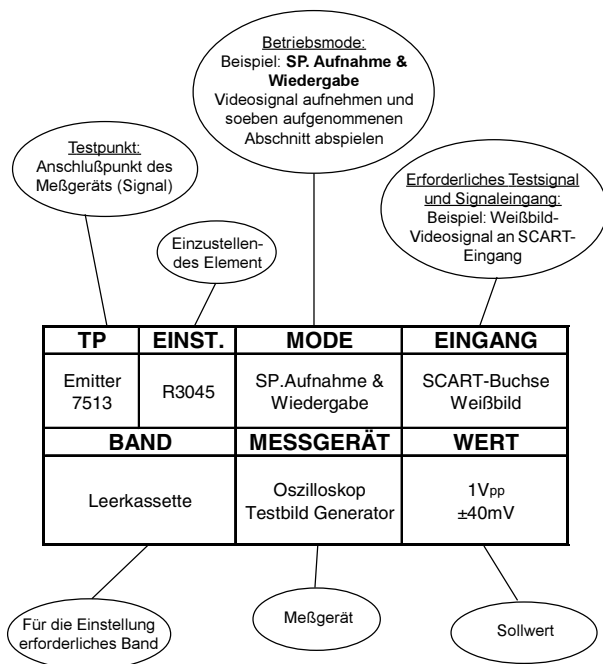 Betriebsmode:
Beispiel: SP. Aufnahme &
Wiedergabe
Videosignal aufnehmen und
soeben aufgenommenen
Abschnitt abspielen
Testpunkt:
Anschlußpunkt des
Meßgeräts (Signal)
Erforderliches Testsignal
und Signaleingang:
Beispiel: Weißbild-
Videosignal an SCART-
Eingang
Einzustellen-
des Element
TP EINST. MODE EINGANG
Emitter
7513
R3045
SP.Aufnahme &
Wiedergabe
SCART-Buchse
Weißbild
BAND MESSGERÄT WERT
Leerkassette
Oszilloskop
Testbild Generator
1Vpp
±40mV
Für die Einstellung
erforderliches Band
Meßgerät
Sollwert